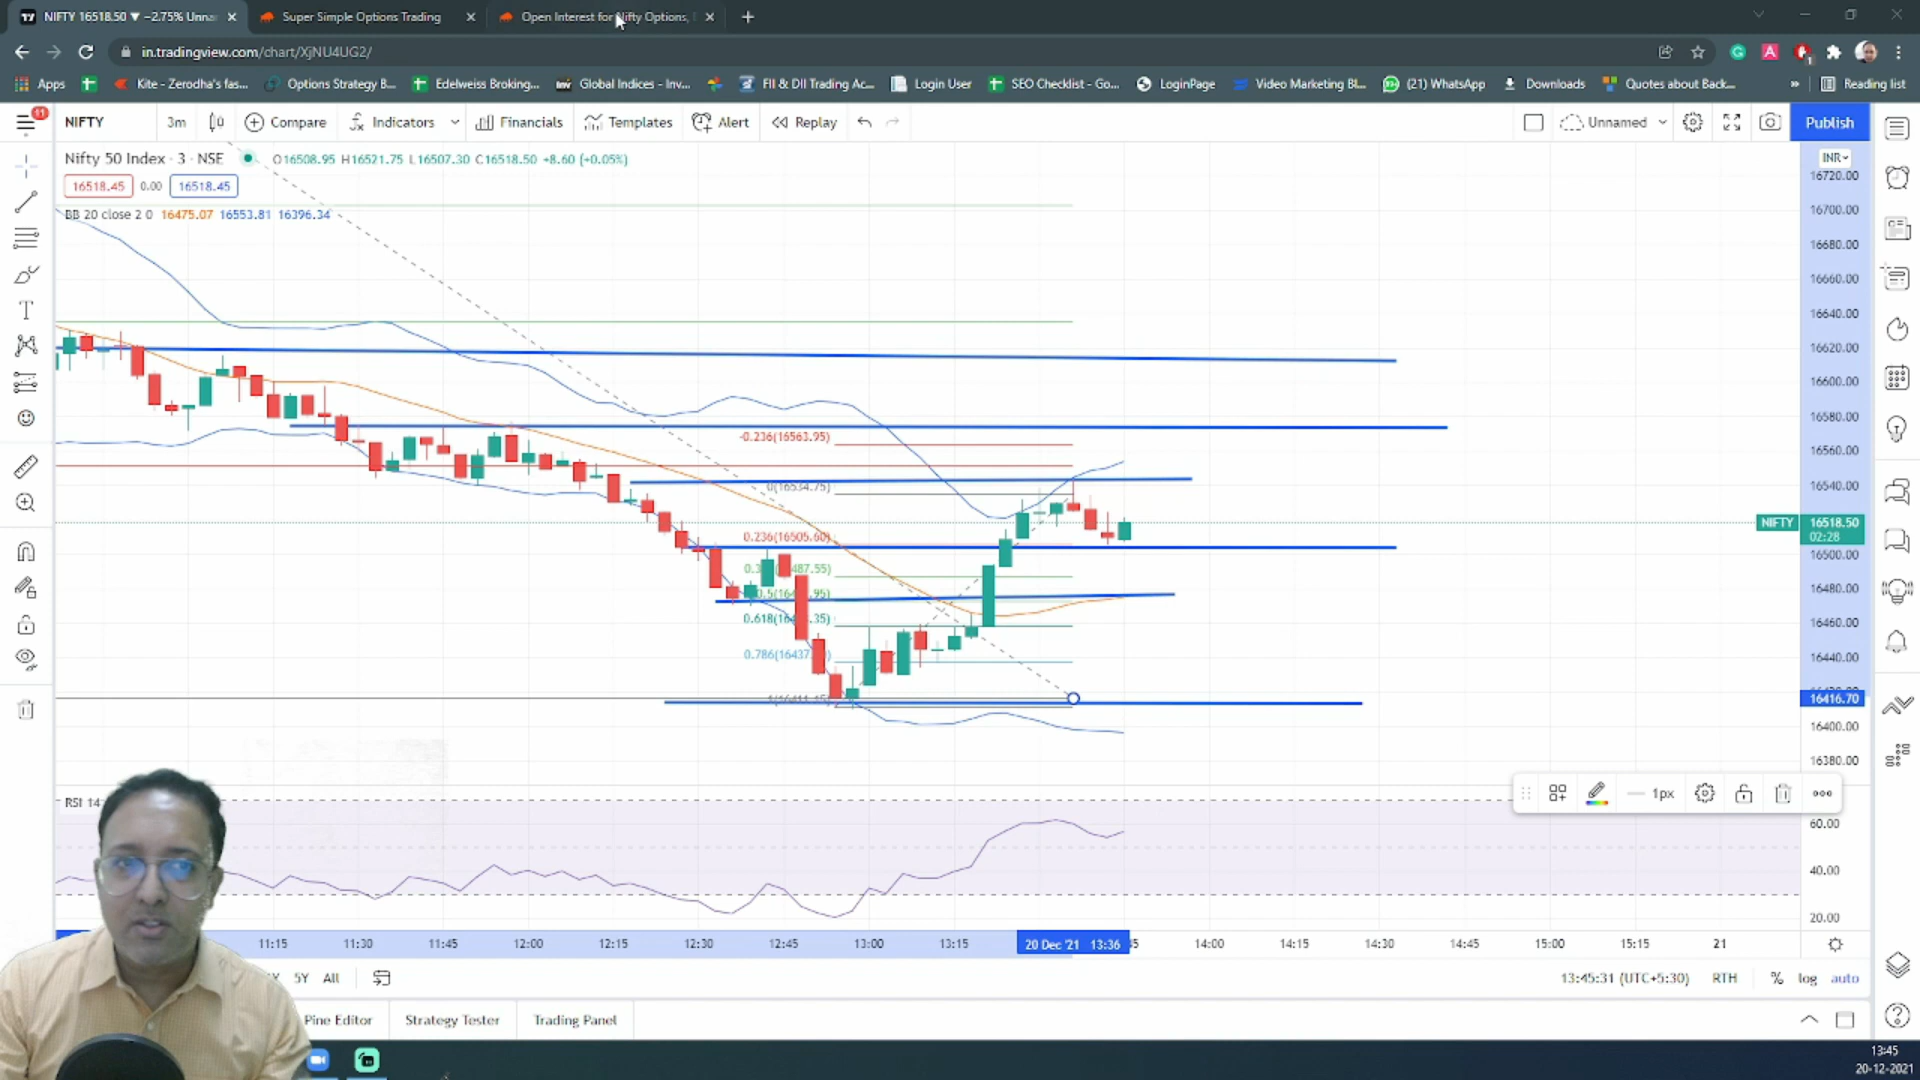 NIFTY 16518.50 ▼ −2.75% Unna
Super Simple Options Trading
Open Interest for Nifty Options,
in.tradingview.com/chart/XjNU4UG2/
Apps
Kite - Zerodha's fas...
Options Strategy B...
Edelweiss Broking,...
Global Indices - Inv...
FII & DII Trading Ac...
Login User
SEO Checklist - Go...
LoginPage
Video Marketing Bl...
(21) WhatsApp
Downloads
Quotes about Back...
»
Reading list
11
NIFTY
3m
Compare
Indicators
Financials
Templates
Alert
Replay
Unnamed
Publish
Nifty 50 Index · 3 · NSE
O16508.95 H16521.75 L16507.30 C16518.50 +8.60 (+0.05%)
INR
16518.45 0.00 16518.45
BB 20 close 2 0 16475.07 16553.81 16396.34
16720.00
16700.00
16680.00
16660.00
16640.00
16620.00
16600.00
16580.00
16560.00
16540.00
NIFTY 16518.50
02:28
16500.00
16480.00
16460.00
16440.00
16416.70
16400.00
16380.00
-0.236(16563.95)
0(16534.75)
0.236(16505.60)
0.618(16
.35)
0.786(16437
RSI 14
1px
60.00
40.00
20.00
11:15 11:30 11:45 12:00 12:15 12:30 12:45 13:00 13:15 20 Dec '21 13:36 14:00 14:15 14:30 14:45 15:00 15:15 21
5Y All
13:45:31 (UTC+5:30) RTH % log auto
Pine Editor
Strategy Tester
Trading Panel
13:45
20-12-2021